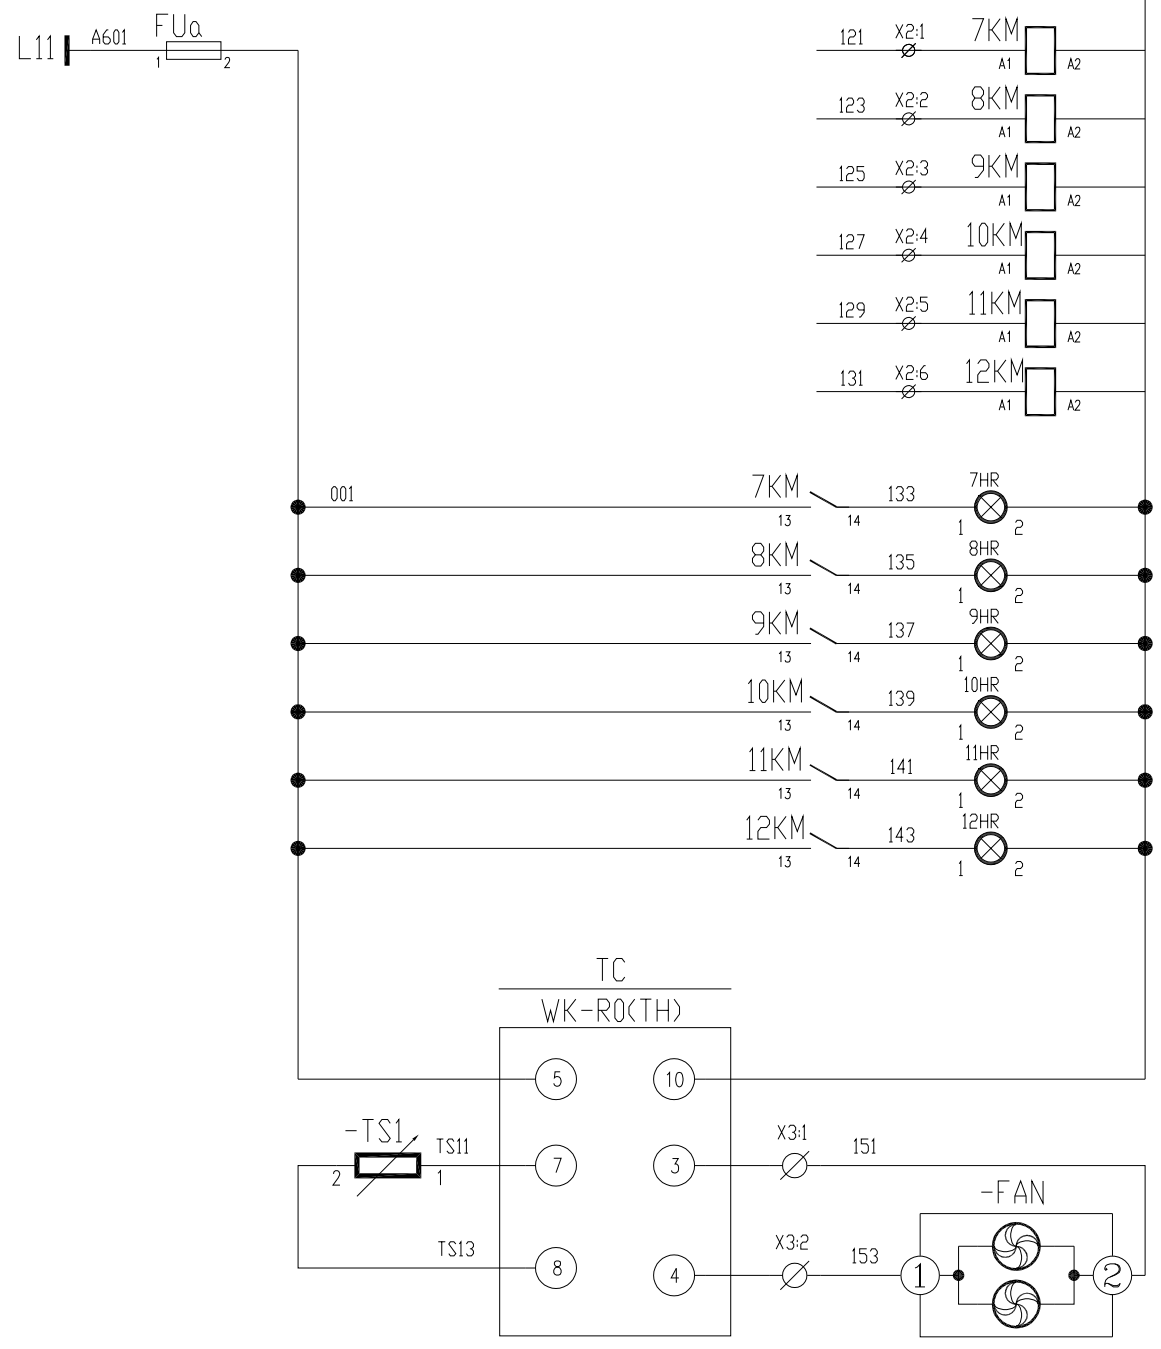 L11 A601 FUa
1 2
121 X2:1 7KM
A1 A2
123 X2:2 8KM
A1 A2
125 X2:3 9KM
A1 A2
127 X2:4 10KM
A1 A2
129 X2:5 11KM
A1 A2
131 X2:6 12KM
A1 A2
001 7KM 133 7HR
13 14 1 2
8KM 135 8HR
13 14 1 2
9KM 137 9HR
13 14 1 2
10KM 139 10HR
13 14 1 2
11KM 141 11HR
13 14 1 2
12KM 143 12HR
13 14 1 2
TC
WK-R0(TH)
5 10
-TS1 TS11 X3:1 151
2 1 7 3
-FAN
TS13 X3:2 153
8 4 1 2